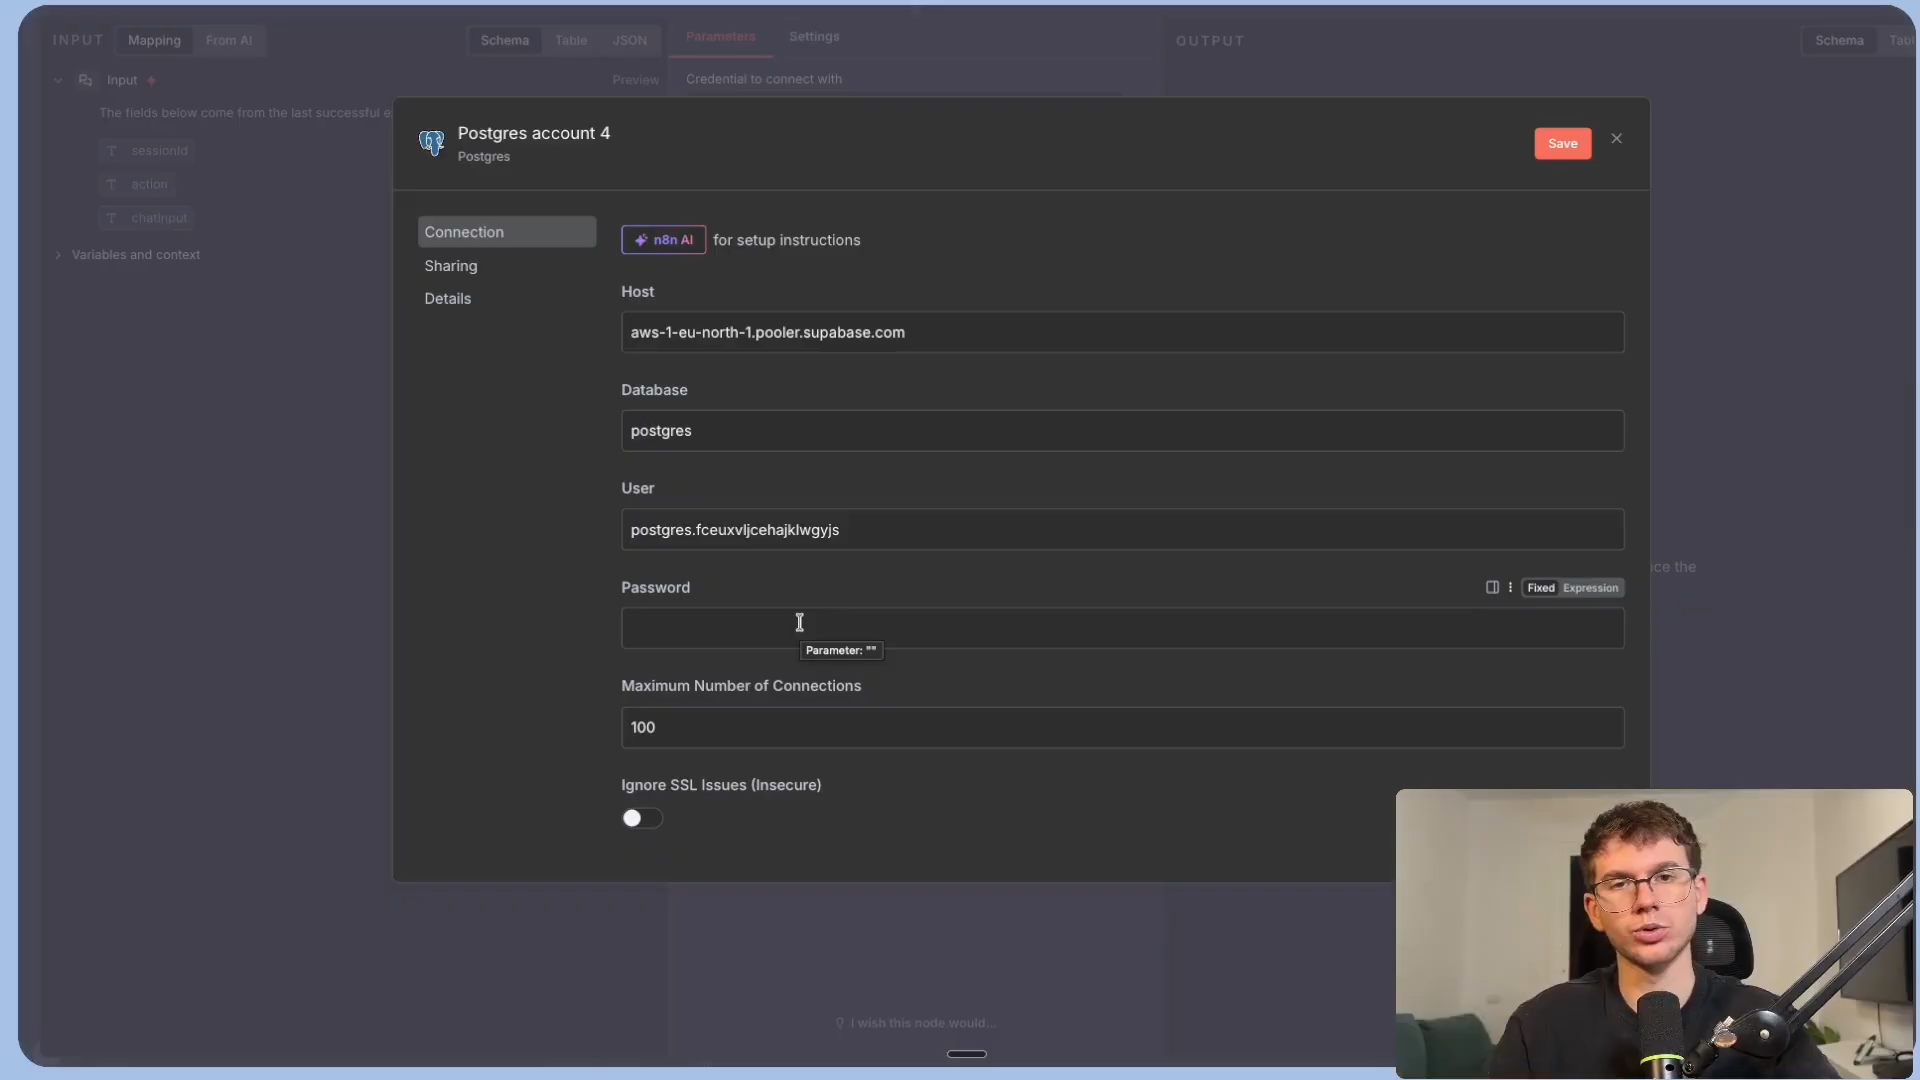 INPUT
Mapping
From AI
Schema
Table
JSON
Parameters
Settings
OUTPUT
Schema
Input
Preview
Credential to connect with
The fields below come from the last successful
T sessionId
T action
T chatInput
Variables and context
Postgres account 4
Postgres
Save
Connection
Sharing
Details
n8n AI for setup instructions
Host
aws-1-eu-north-1.pooler.supabase.com
Database
postgres
User
postgres.fceuxvljcehajklwgyjs
Password
Fixed
Expression
Parameter: ""
Maximum Number of Connections
100
Ignore SSL Issues (Insecure)
the
I wish this node would...